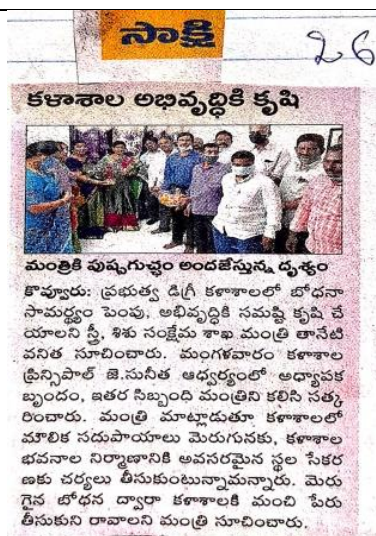 సాక్షి
26
కళాశాల అభివృద్ధికి కృషి
మంత్రికి పుష్పగుచ్ఛం అందజేస్తున్న దృశ్యం
కొవ్వూరు: ప్రభుత్వ డిగ్రీ కళాశాలలో బోధనా
సామర్థ్యం పెంపు, అభివృద్ధికి సమష్టి కృషి చే
యాలని స్త్రీ, శిశు సంక్షేమ శాఖ మంత్రి తానేటి
వనిత సూచించారు. మంగళవారం కళాశాల
ప్రిన్సిపాల్ జె.సునీత ఆధ్వర్యంలో అధ్యాపక
బృందం, ఇతర సిబ్బంది మంత్రిని కలిసి సత్క
రించారు. మంత్రి మాట్లాడుతూ కళాశాలలో
మౌలిక సదుపాయాలు మెరుగునకు, కళాశాల
భవనాల నిర్మాణానికి అవసరమైన స్థల సేకర
ణకు చర్యలు తీసుకుంటున్నామన్నారు. మెరు
గైన బోధన ద్వారా కళాశాలకి మంచి పేరు
తీసుకుని రావాలని మంత్రి సూచించారు.